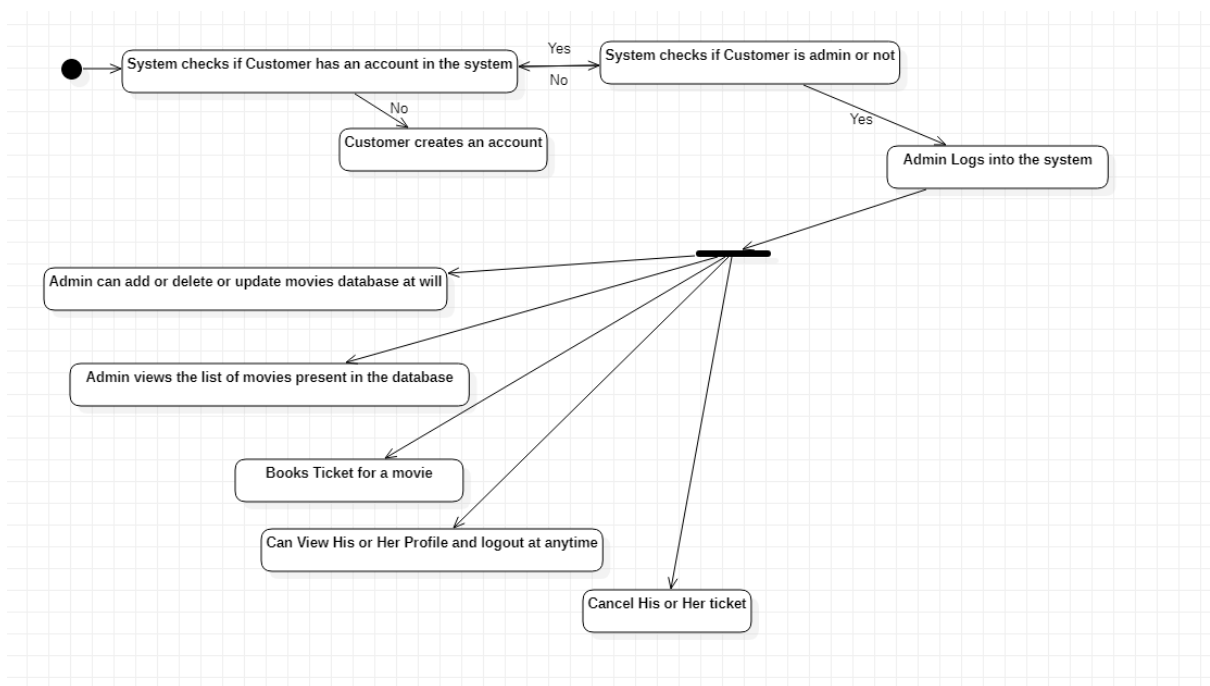 Yes
System checks if Customer is admin or not
System checks if Customer has an account in the system
No
No
Customer creates an account
Yes
Admin Logs into the system
Admin can add or delete or update movies database at will
Admin views the list of movies present in the database
Books Ticket for a movie
Can View His or Her Profile and logout at anytime
Cancel His or Her ticket